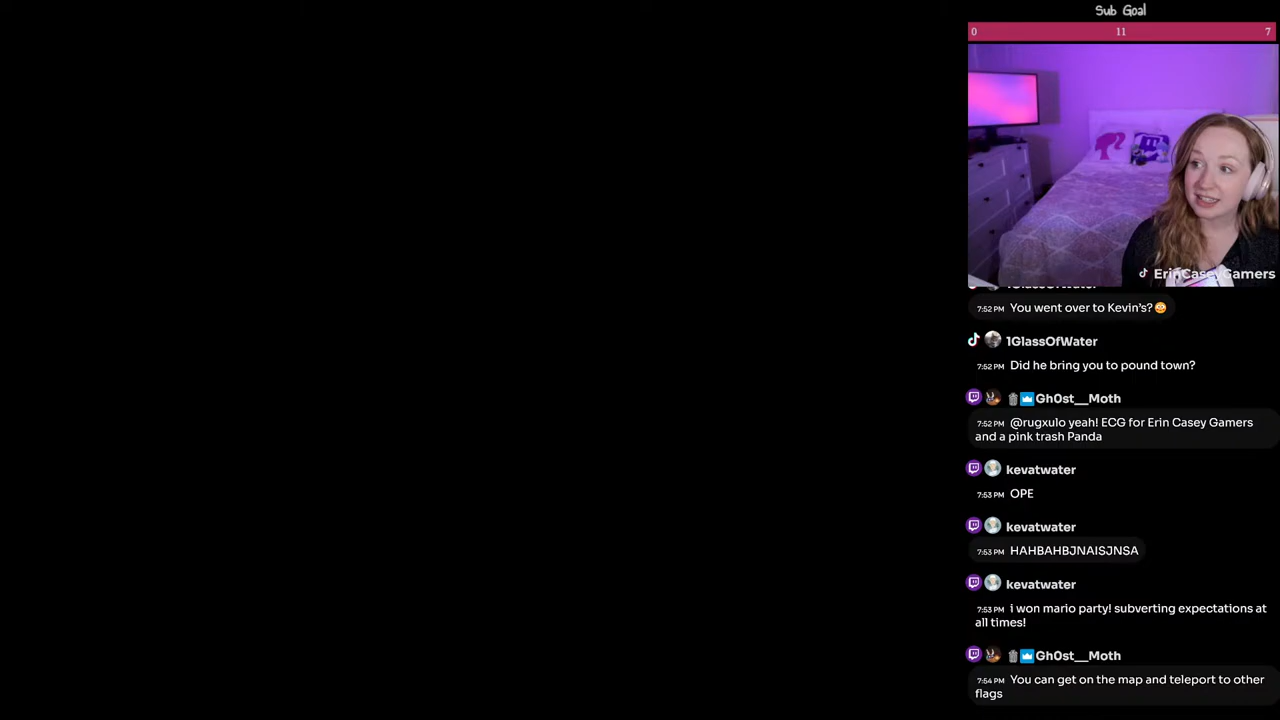 Sub Goal
0 11 7
ErinCaseyGamers
1GlassOfWater
7:52 PM You went over to Kevin's?
1GlassOfWater
7:52 PM Did he bring you to pound town?
Gh0st__Moth
7:52 PM @rugxulo yeah! ECG for Erin Casey Gamers
and a pink trash Panda
kevatwater
7:53 PM OPE
kevatwater
7:53 PM HAHBAHBJNAISJNSA
kevatwater
7:53 PM i won mario party! subverting expectations at
all times!
Gh0st__Moth
7:54 PM You can get on the map and teleport to other
flags